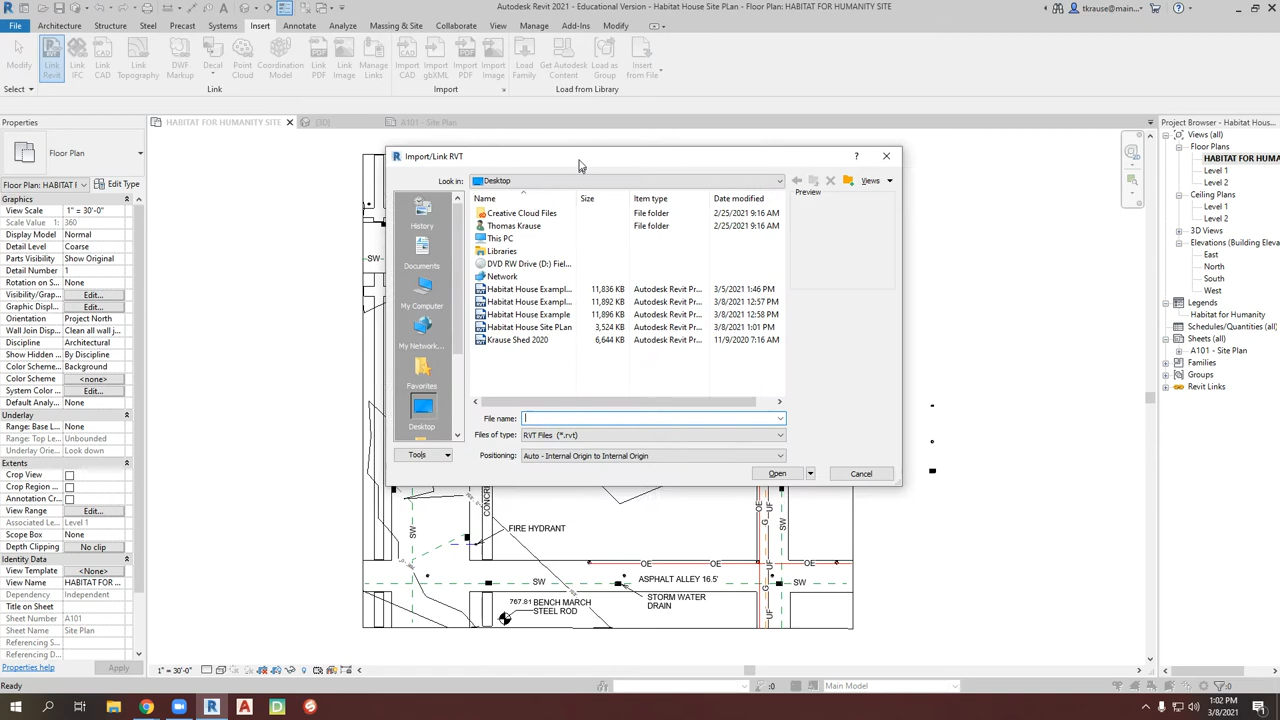 Autodesk Revit 2021 - Educational Version - Habitat House Site PLan - Floor Plan: HABITAT FOR HUMANITY SITE
tkrause@main...
File Architecture Structure Steel Precast Systems Insert Annotate Analyze Massing & Site Collaborate View Manage Add-Ins Modify
Modify
Link Revit
Link IFC
Link CAD
Link Topography
DWF Markup
Decal
Point Cloud
Coordination Model
Link PDF
Link Image
Manage Links
Import CAD
Import gbXML
Import PDF
Import Image
Load Family
Get Autodesk Content
Load as Group
Insert from File
Select Link Import Load from Library
Properties
HABITAT FOR HUMANITY SITE
{3D}
A101 - Site Plan
Project Browser - Habitat Hous...
Floor Plan
Floor Plan: HABITAT F
Edit Type
Graphics
View Scale 1" = 30'-0"
Scale Value 1: 360
Display Model Normal
Detail Level Coarse
Parts Visibility Show Original
Detail Number 1
Rotation on S... None
Visibility/Grap... Edit...
Graphic Displ... Edit...
Orientation Project North
Wall Join Displ... Clean all wall j...
Discipline Architectural
Show Hidden ... By Discipline
Color Scheme... Background
Color Scheme <none>
System Color ... Edit...
Default Analy... None
Underlay
Range: Base L... None
Range: Top Le... Unbounded
Underlay Orie... Look down
Extents
Crop View
Crop Region ...
Annotation Cr...
View Range Edit...
Associated Le... Level 1
Scope Box None
Depth Clipping No clip
Identity Data
View Template <None>
View Name HABITAT FOR ...
Dependency Independent
Title on Sheet
Sheet Number A101
Sheet Name Site Plan
Referencing S...
Referencing ...
Properties help Apply
Import/Link RVT
?
Look in: Desktop
Views
Preview
History
Documents
My Computer
My Network...
Favorites
Desktop
Name Size Item type Date modified
Creative Cloud Files File folder 2/25/2021 9:16 AM
Thomas Krause File folder 2/25/2021 9:16 AM
This PC
Libraries
DVD RW Drive (D:) Fiel...
Network
Habitat House Exampl... 11,836 KB Autodesk Revit Pr... 3/5/2021 1:46 PM
Habitat House Exampl... 11,892 KB Autodesk Revit Pr... 3/8/2021 12:57 PM
Habitat House Example 11,896 KB Autodesk Revit Pr... 3/8/2021 12:58 PM
Habitat House Site PLan 3,524 KB Autodesk Revit Pr... 3/8/2021 1:01 PM
Krause Shed 2020 6,644 KB Autodesk Revit Pr... 11/9/2020 7:16 AM
File name:
Files of type: RVT Files (*.rvt)
Positioning: Auto - Internal Origin to Internal Origin
Tools
Open
Cancel
SW
CONCRE
SW
FIRE HYDRANT
OE
G
UF
SW
OE OE
SW
ASPHALT ALLEY 16.5'
SW
STORM WATER
DRAIN
767.81 BENCH MARCH
STEEL ROD
OE
G
UF
UF
Views (all)
Floor Plans
HABITAT FOR HUM
Level 1
Level 2
Ceiling Plans
Level 1
Level 2
3D Views
Elevations (Building Eleva
East
North
South
West
Legends
Habitat for Humanity
Schedules/Quantities (all)
Sheets (all)
A101 - Site Plan
Families
Groups
Revit Links
1" = 30'-0"
Ready
:0
Main Model
:0
1:02 PM
3/8/2021